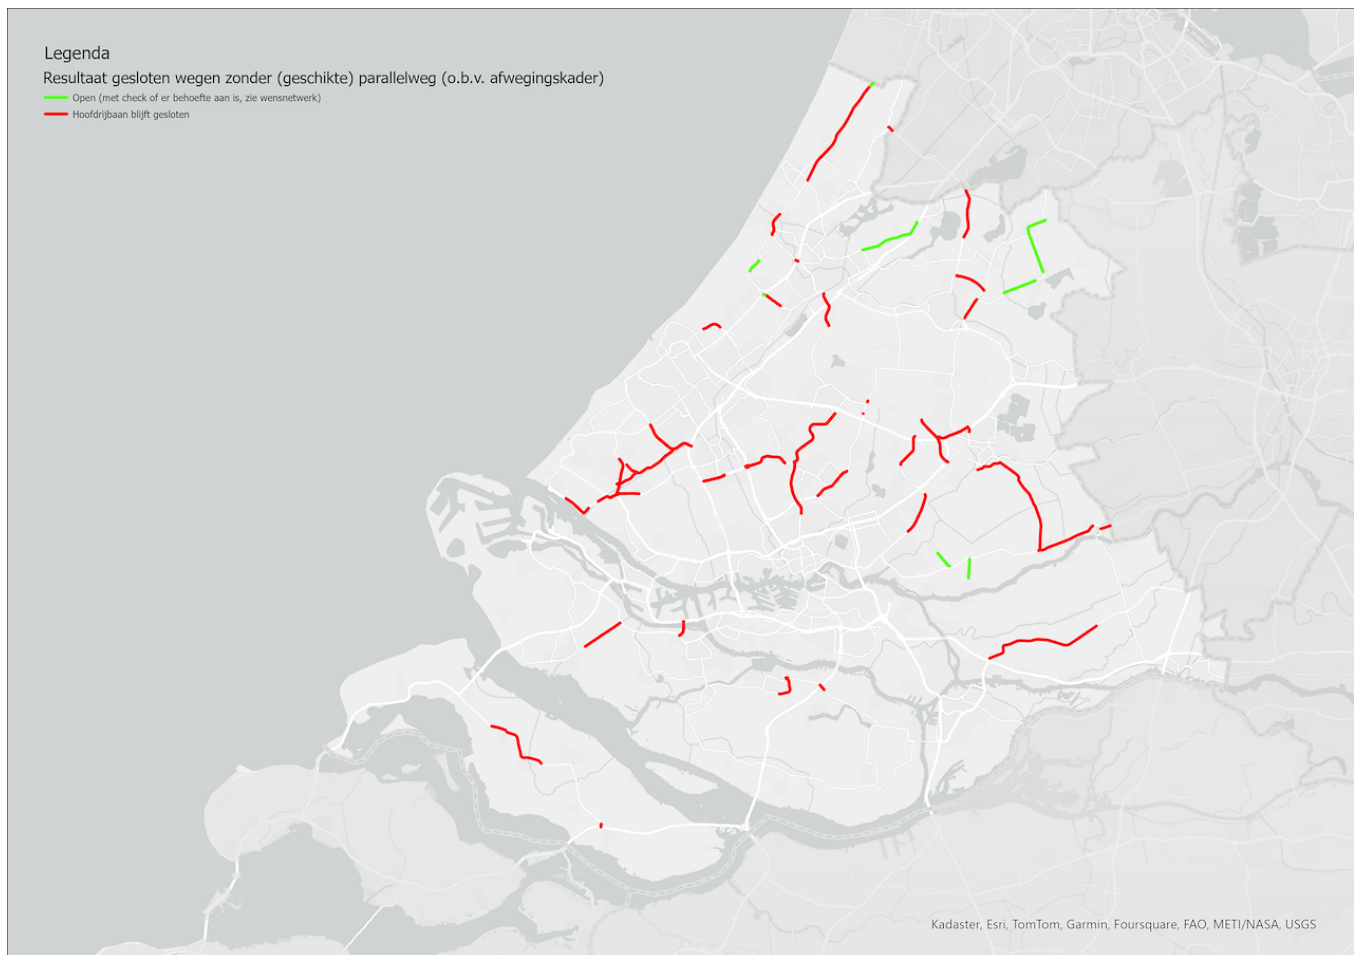 Legenda
Resultaat gesloten wegen zonder (geschikte) parallelweg (o.b.v. afwegingskader)
Open (met check of er behoefte aan is, zie wensnetwerk)
Hoofdrijbaan blijft gesloten
Kadaster, Esri, TomTom, Garmin, Foursquare, FAO, METI/NASA, USGS